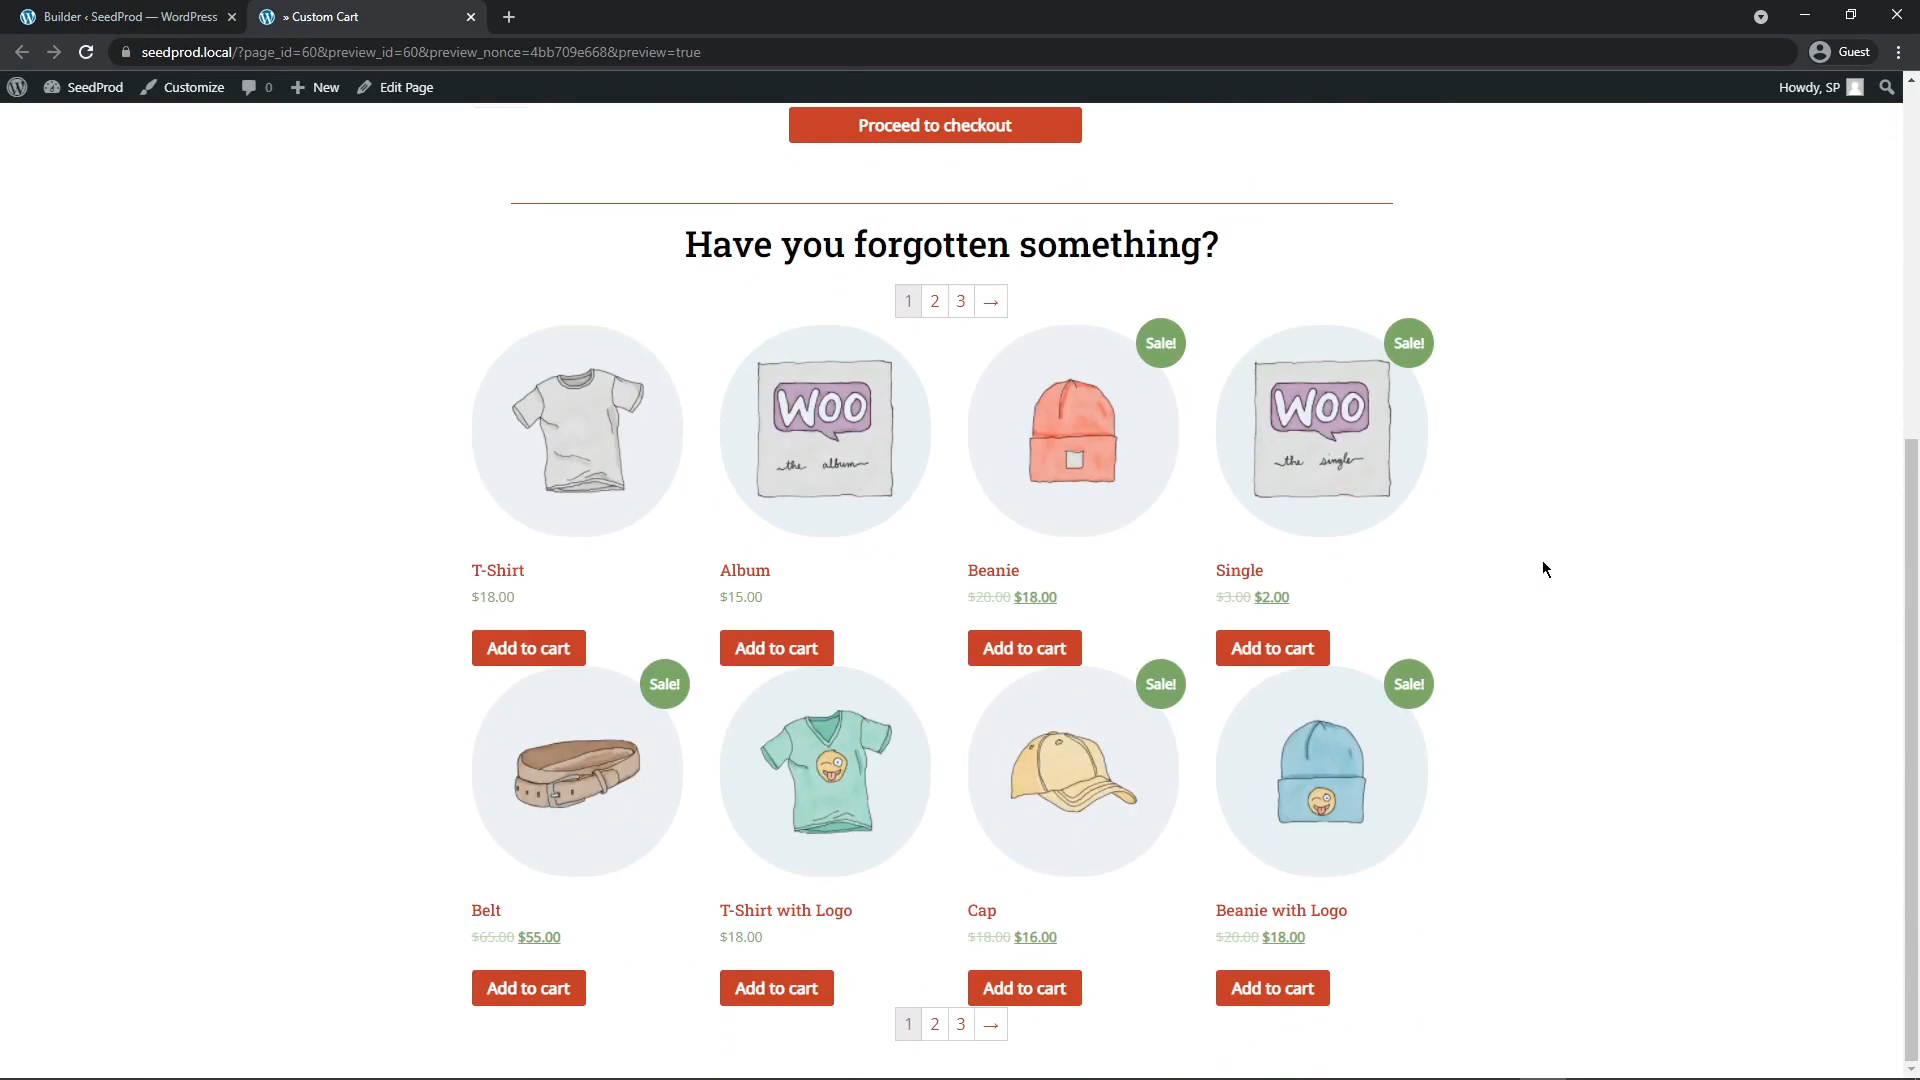 Builder ‹ SeedProd — WordPress
» Custom Cart
seedprod.local/?page_id=60&preview_id=60&preview_nonce=4bb709e668&preview=true
Guest
SeedProd
Customize
0
New
Edit Page
Howdy, SP
Proceed to checkout
Have you forgotten something?
1 2 3 →
Sale!
Sale!
WOO
the album
WOO
the single
T-Shirt
Album
Beanie
Single
$18.00
$15.00
$20.00 $18.00
$3.00 $2.00
Add to cart
Add to cart
Add to cart
Add to cart
Sale!
Sale!
Sale!
Belt
T-Shirt with Logo
Cap
Beanie with Logo
$65.00 $55.00
$18.00
$18.00 $16.00
$20.00 $18.00
Add to cart
Add to cart
Add to cart
Add to cart
1 2 3 →